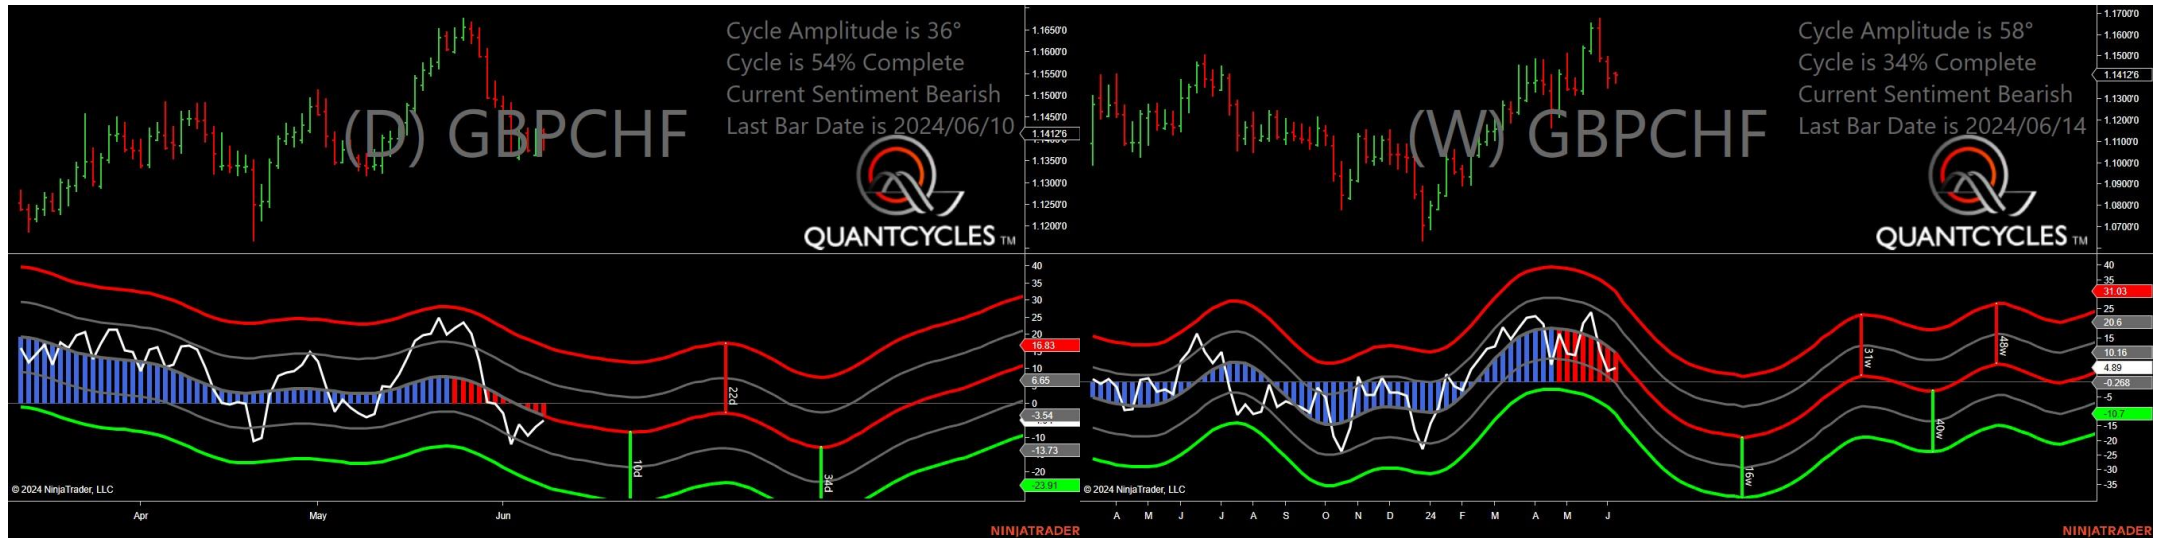 Cycle Amplitude is 36°
Cycle is 54% Complete
Current Sentiment Bearish
Last Bar Date is 2024/06/10
(D) GBPCHF
QUANTCYCLES TM
1.1650'0
1.1600'0
1.1550'0
1.1500'0
1.1450'0
1.1412'6
1.1350'0
1.1300'0
1.1250'0
1.1200'0
40
35
30
25
20
16.83
15
10
6.65
5
0
-3.54
-10
-13.73
-20
-23.91
22d
10d
34d
© 2024 NinjaTrader, LLC
Apr
May
Jun
NINJATRADER
Cycle Amplitude is 58°
Cycle is 34% Complete
Current Sentiment Bearish
Last Bar Date is 2024/06/14
(W) GBPCHF
QUANTCYCLES TM
1.1700'0
1.1600'0
1.1500'0
1.1412'6
1.1300'0
1.1200'0
1.1100'0
1.1000'0
1.0900'0
1.0800'0
1.0700'0
40
35
31.03
25
20.6
15
10.16
4.89
-0.268
-5
-10.7
-15
-20
-25
-30
-35
31w
48w
40w
16w
© 2024 NinjaTrader, LLC
A M J J A S O N D 24 F M A M J
NINJATRADER